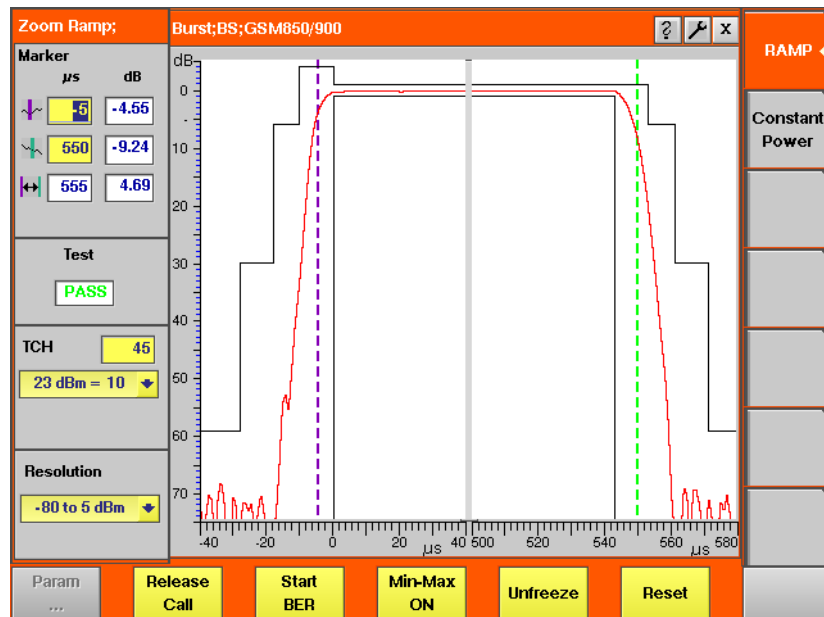 Zoom Ramp;
Burst;BS;GSM850/900
? x
Marker
µs dB
-5 -4.55
550 -9.24
555 4.69
Test
PASS
TCH 45
23 dBm = 10
Resolution
-80 to 5 dBm
dB
0
-
10
20
30
40
50
60
70
-40 -20 0 20 40 500 520 540 560 580
µs µs
RAMP
Constant
Power
Param
...
Release
Call
Start
BER
Min-Max
ON
Unfreeze
Reset